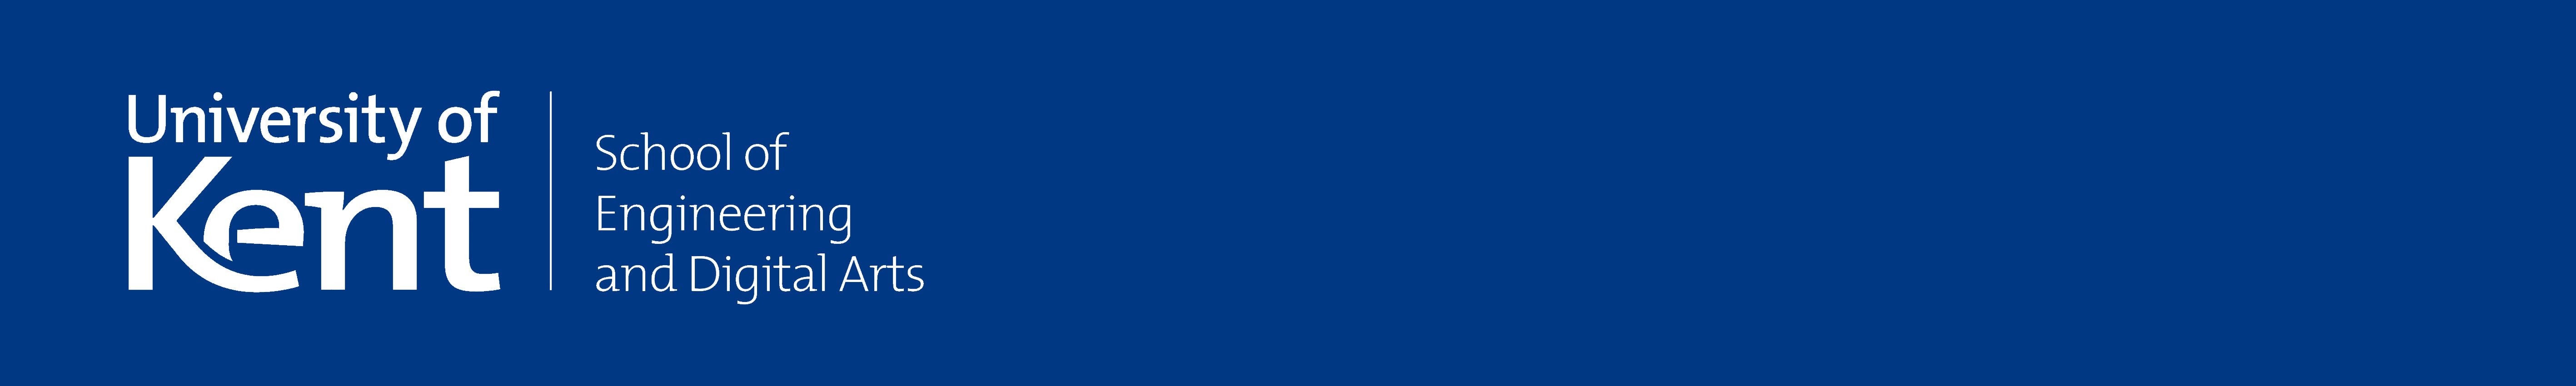 University of
Kent
School of
Engineering
and Digital Arts